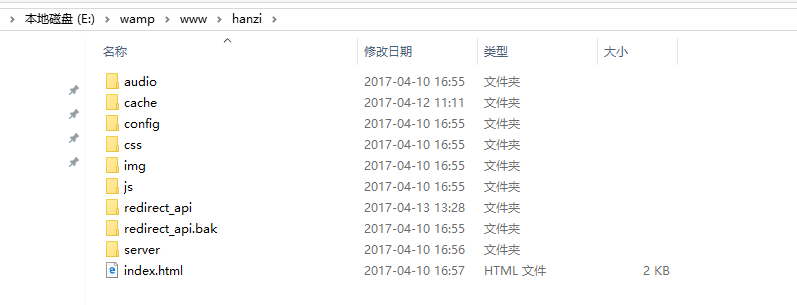 本地磁盘 (E:) > wamp > www > hanzi >
名称 修改日期 类型 大小
audio 2017-04-10 16:55 文件夹
cache 2017-04-12 11:11 文件夹
config 2017-04-10 16:55 文件夹
css 2017-04-10 16:55 文件夹
img 2017-04-10 16:55 文件夹
js 2017-04-10 16:55 文件夹
redirect_api 2017-04-13 13:28 文件夹
redirect_api.bak 2017-04-10 16:55 文件夹
server 2017-04-10 16:56 文件夹
index.html 2017-04-10 16:57 HTML 文件 2 KB